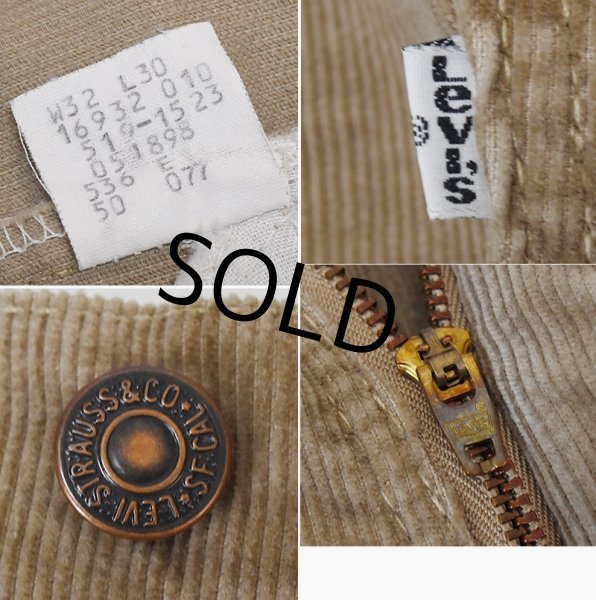 W32 L30
16932 010
519-1523
051898
536 E
50 077
Levi's
®
SOLD
LEVI STRAUSS & CO. ★ S.F. CAL ★